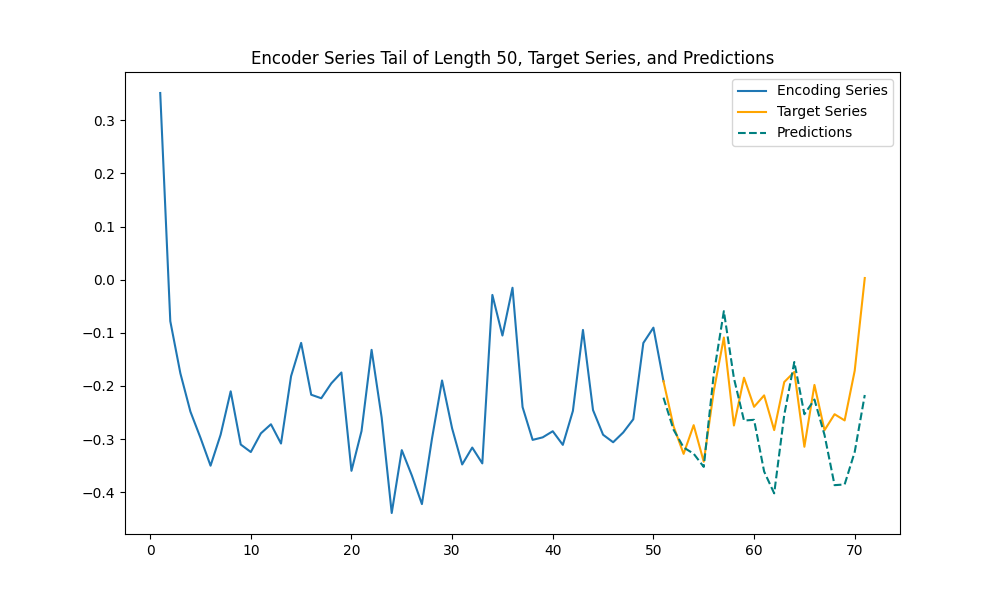 Encoder Series Tail of Length 50, Target Series, and Predictions
Encoding Series
Target Series
Predictions
0.3
0.2
0.1
0.0
−0.1
−0.2
−0.3
−0.4
0 10 20 30 40 50 60 70